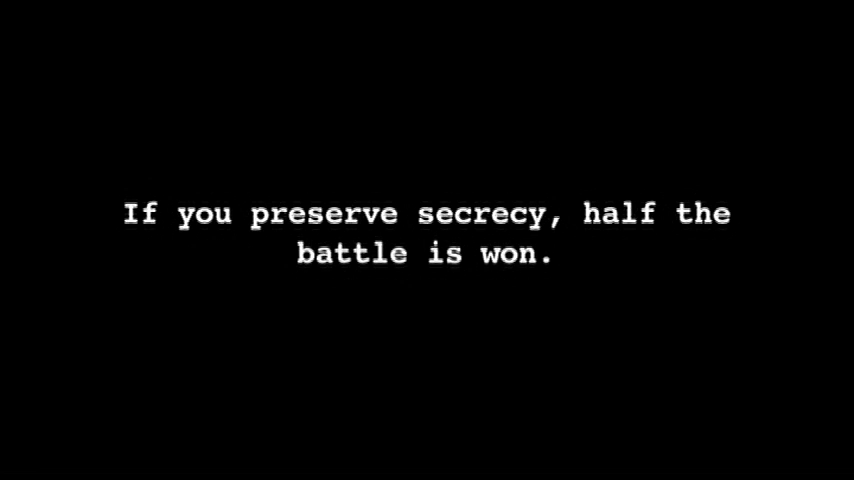 If you preserve secrecy, half the
battle is won.